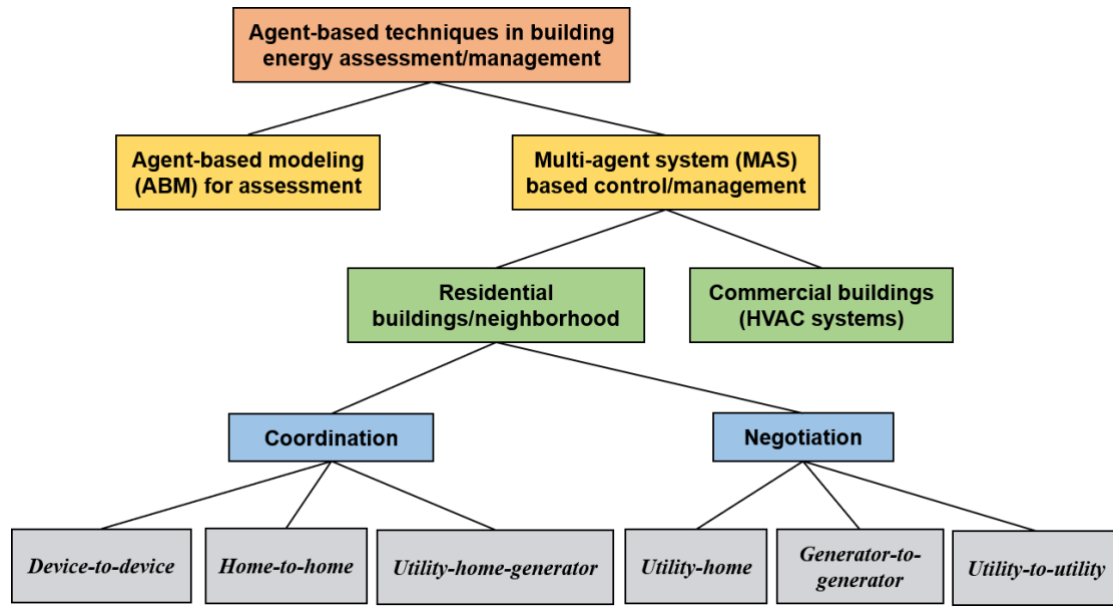 Agent-based techniques in building
energy assessment/management
Agent-based modeling
(ABM) for assessment
Multi-agent system (MAS)
based control/management
Residential
buildings/neighborhood
Commercial buildings
(HVAC systems)
Coordination
Negotiation
Device-to-device
Home-to-home
Utility-home-generator
Utility-home
Generator-to-
generator
Utility-to-utility